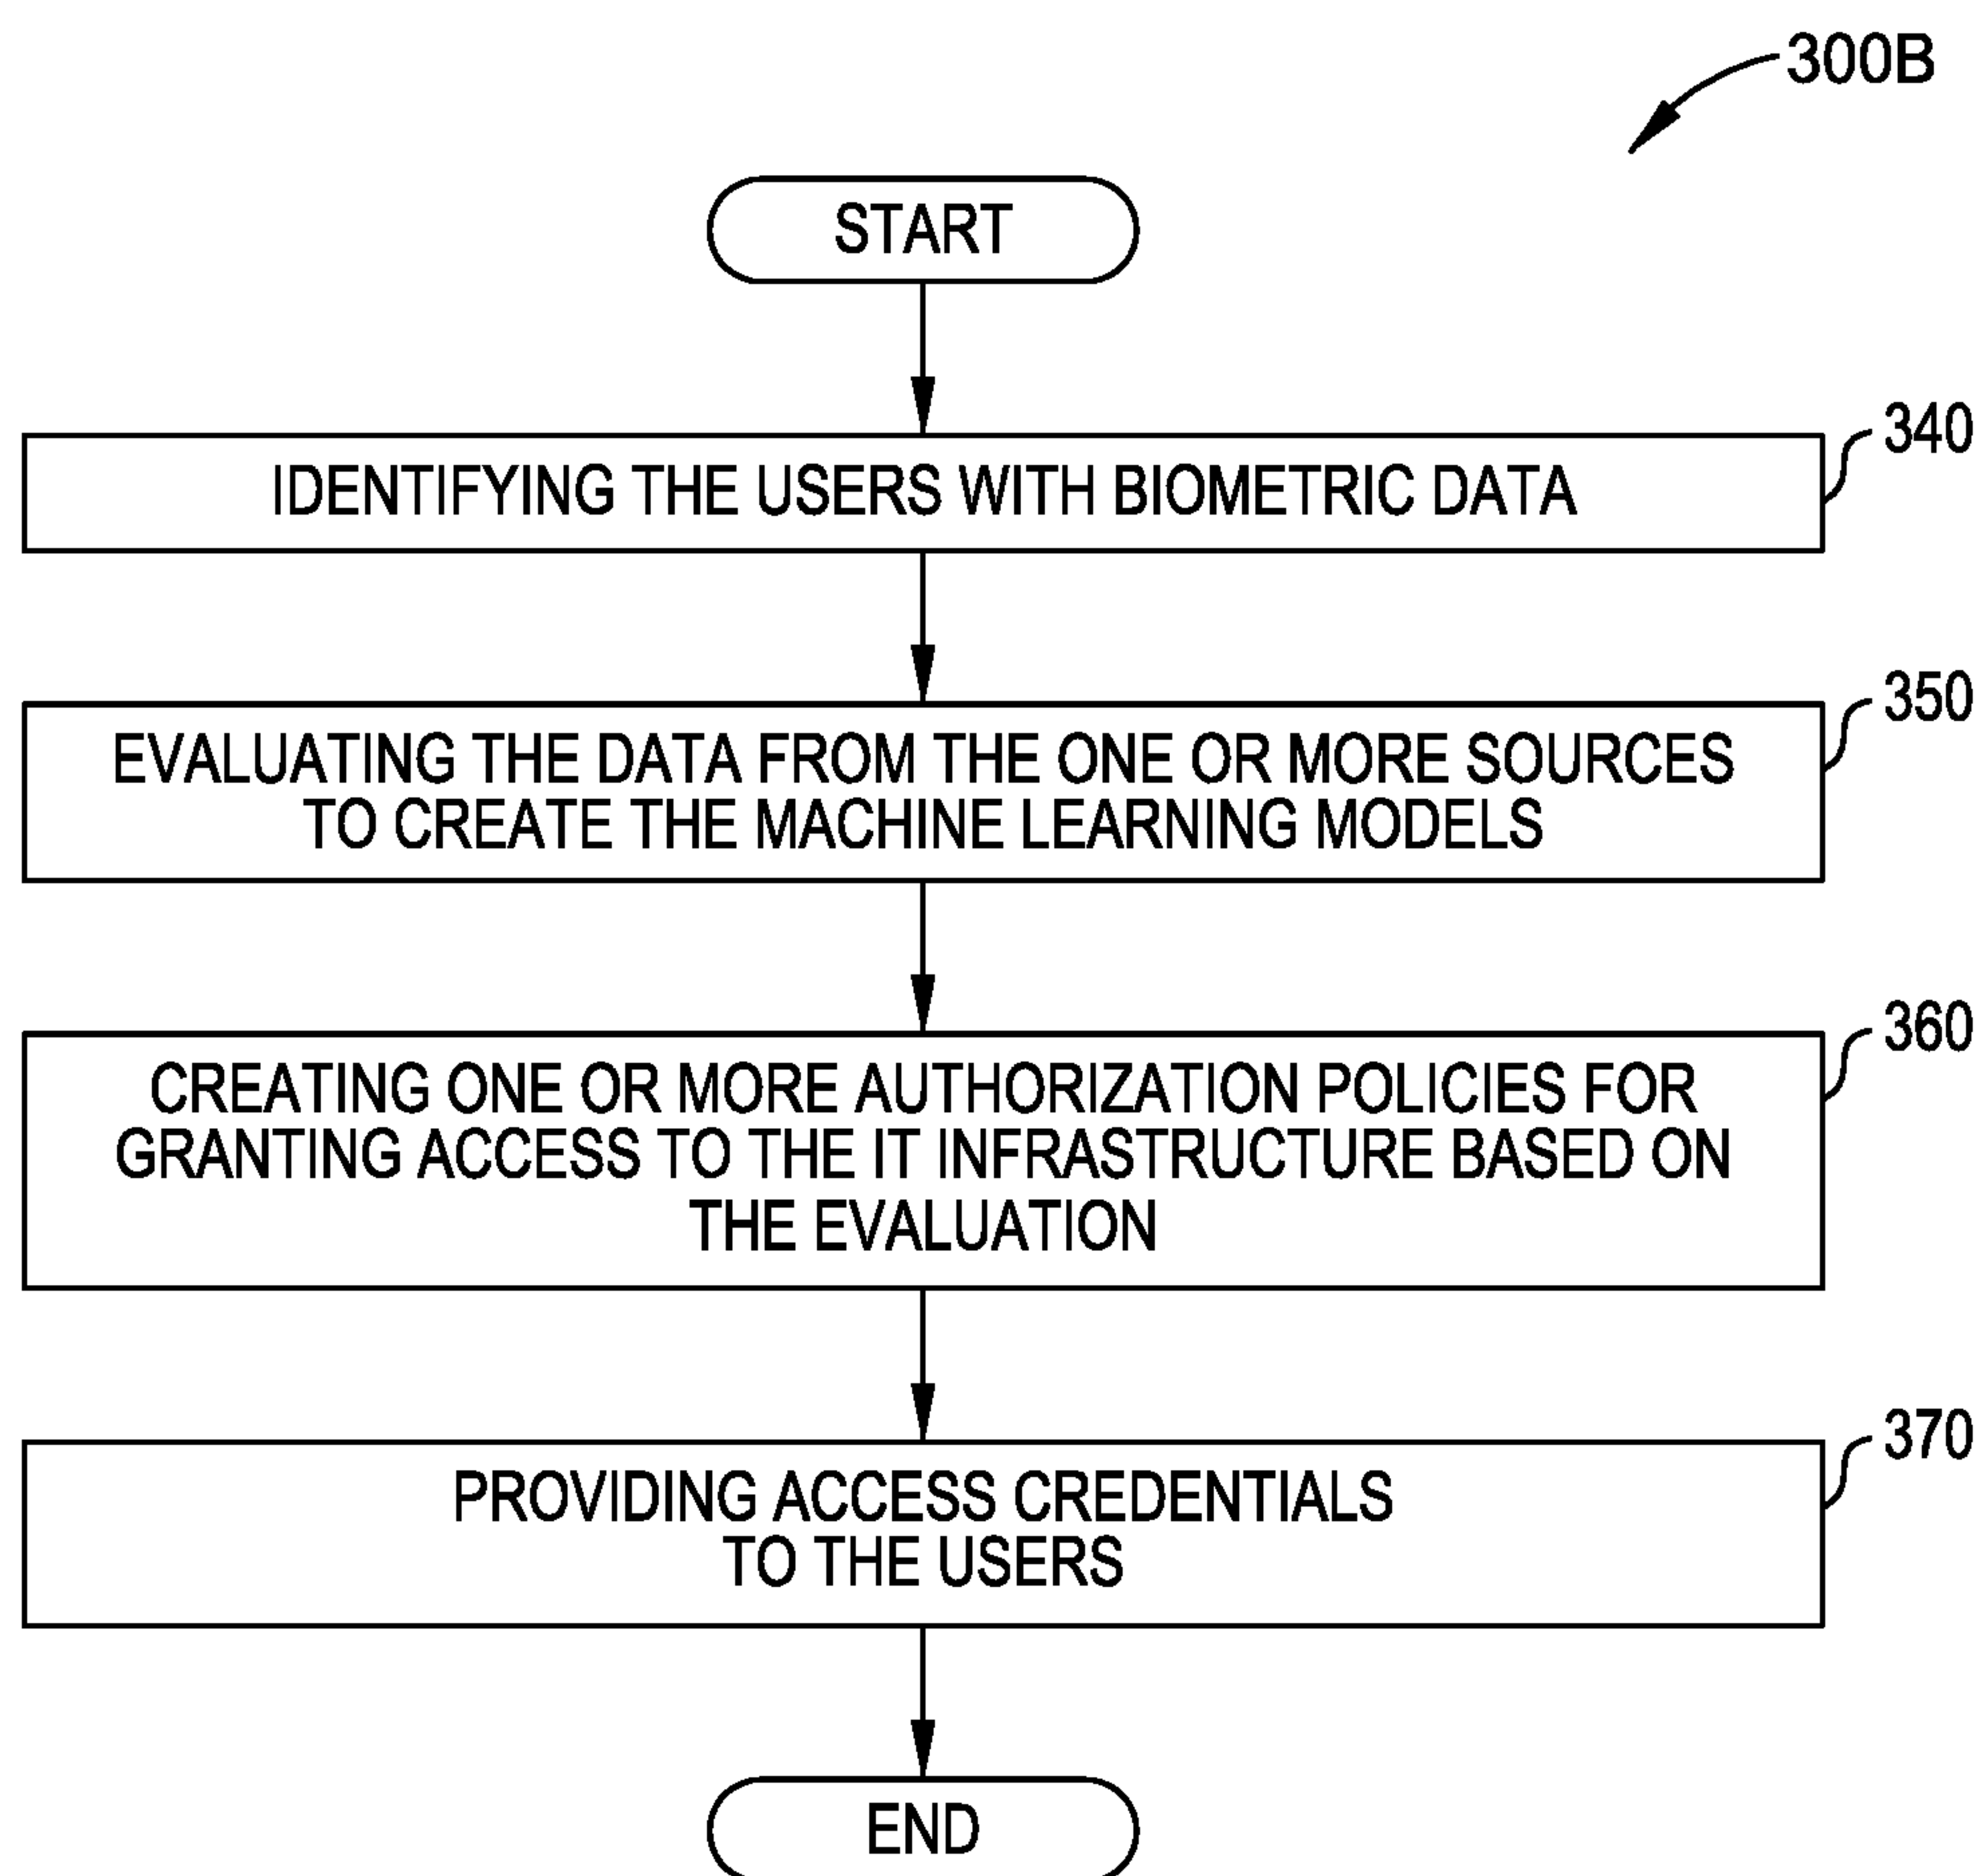 300B
START
340
IDENTIFYING THE USERS WITH BIOMETRIC DATA
350
EVALUATING THE DATA FROM THE ONE OR MORE SOURCES
TO CREATE THE MACHINE LEARNING MODELS
360
CREATING ONE OR MORE AUTHORIZATION POLICIES FOR
GRANTING ACCESS TO THE IT INFRASTRUCTURE BASED ON
THE EVALUATION
370
PROVIDING ACCESS CREDENTIALS
TO THE USERS
END